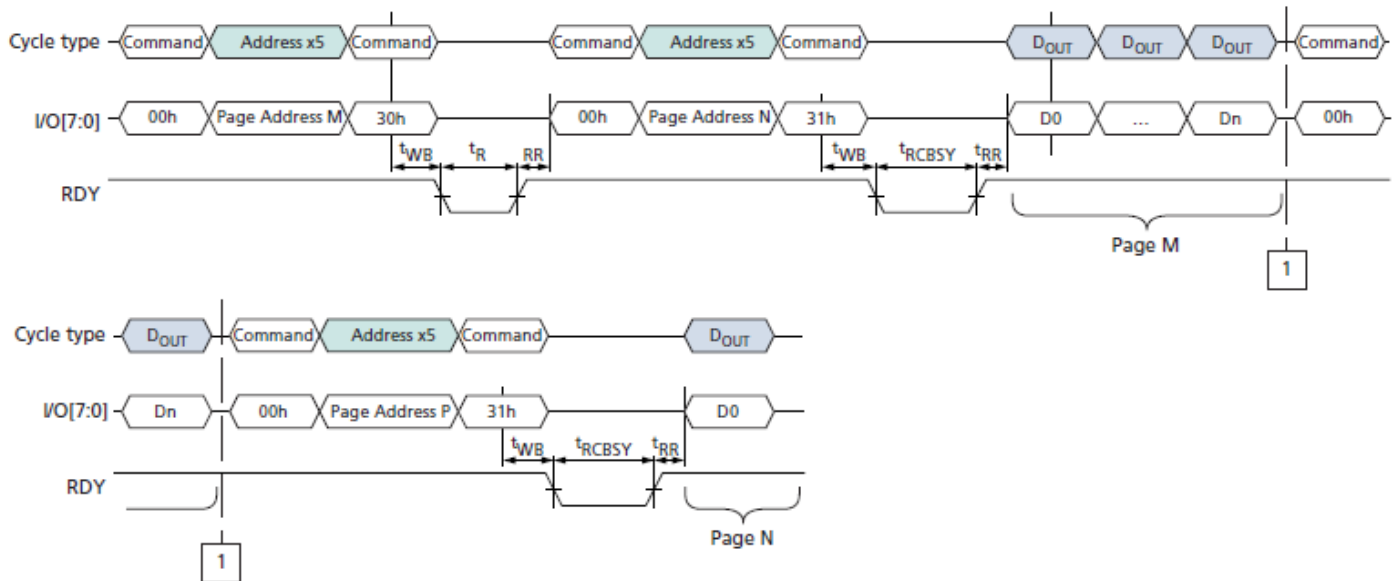 Cycle type Command Address x5 Command Command Address x5 Command DOUT DOUT DOUT Command
I/O[7:0] 00h Page Address M 30h 00h Page Address N 31h D0 ... Dn 00h
tWB tR RR tWB tRCBSY tRR
RDY
Page M
1
Cycle type DOUT Command Address x5 Command DOUT
I/O[7:0] Dn 00h Page Address P 31h D0
tWB tRCBSY tRR
RDY
Page N
1